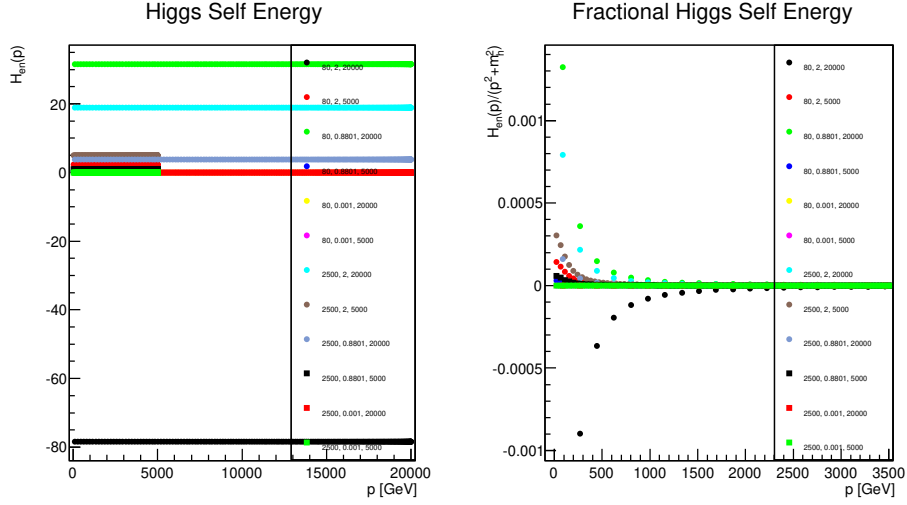 Higgs Self Energy
H_en(p)
20
0
-20
-40
-60
-80
0
5000
10000
15000
20000
p [GeV]
80, 2, 20000
80, 2, 5000
80, 0.8801, 20000
80, 0.8801, 5000
80, 0.001, 20000
80, 0.001, 5000
2500, 2, 20000
2500, 2, 5000
2500, 0.8801, 20000
2500, 0.8801, 5000
2500, 0.001, 20000
2500, 0.001, 5000
Fractional Higgs Self Energy
H_en(p)/(p²+m_h²)
0.001
0.0005
0
-0.0005
-0.001
0
500
1000
1500
2000
2500
3000
3500
p [GeV]
80, 2, 20000
80, 2, 5000
80, 0.8801, 20000
80, 0.8801, 5000
80, 0.001, 20000
80, 0.001, 5000
2500, 2, 20000
2500, 2, 5000
2500, 0.8801, 20000
2500, 0.8801, 5000
2500, 0.001, 20000
2500, 0.001, 5000